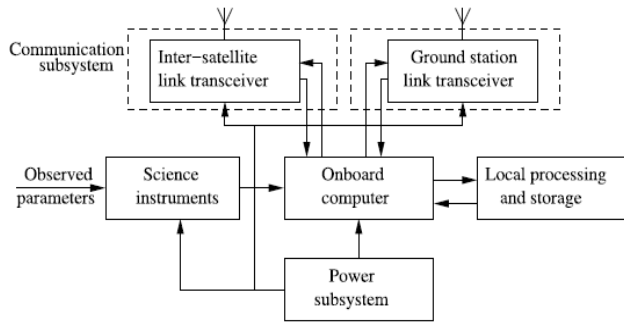 Communication
subsystem
Inter-satellite
link transceiver
Ground station
link transceiver
Observed
parameters
Science
instruments
Onboard
computer
Local processing
and storage
Power
subsystem